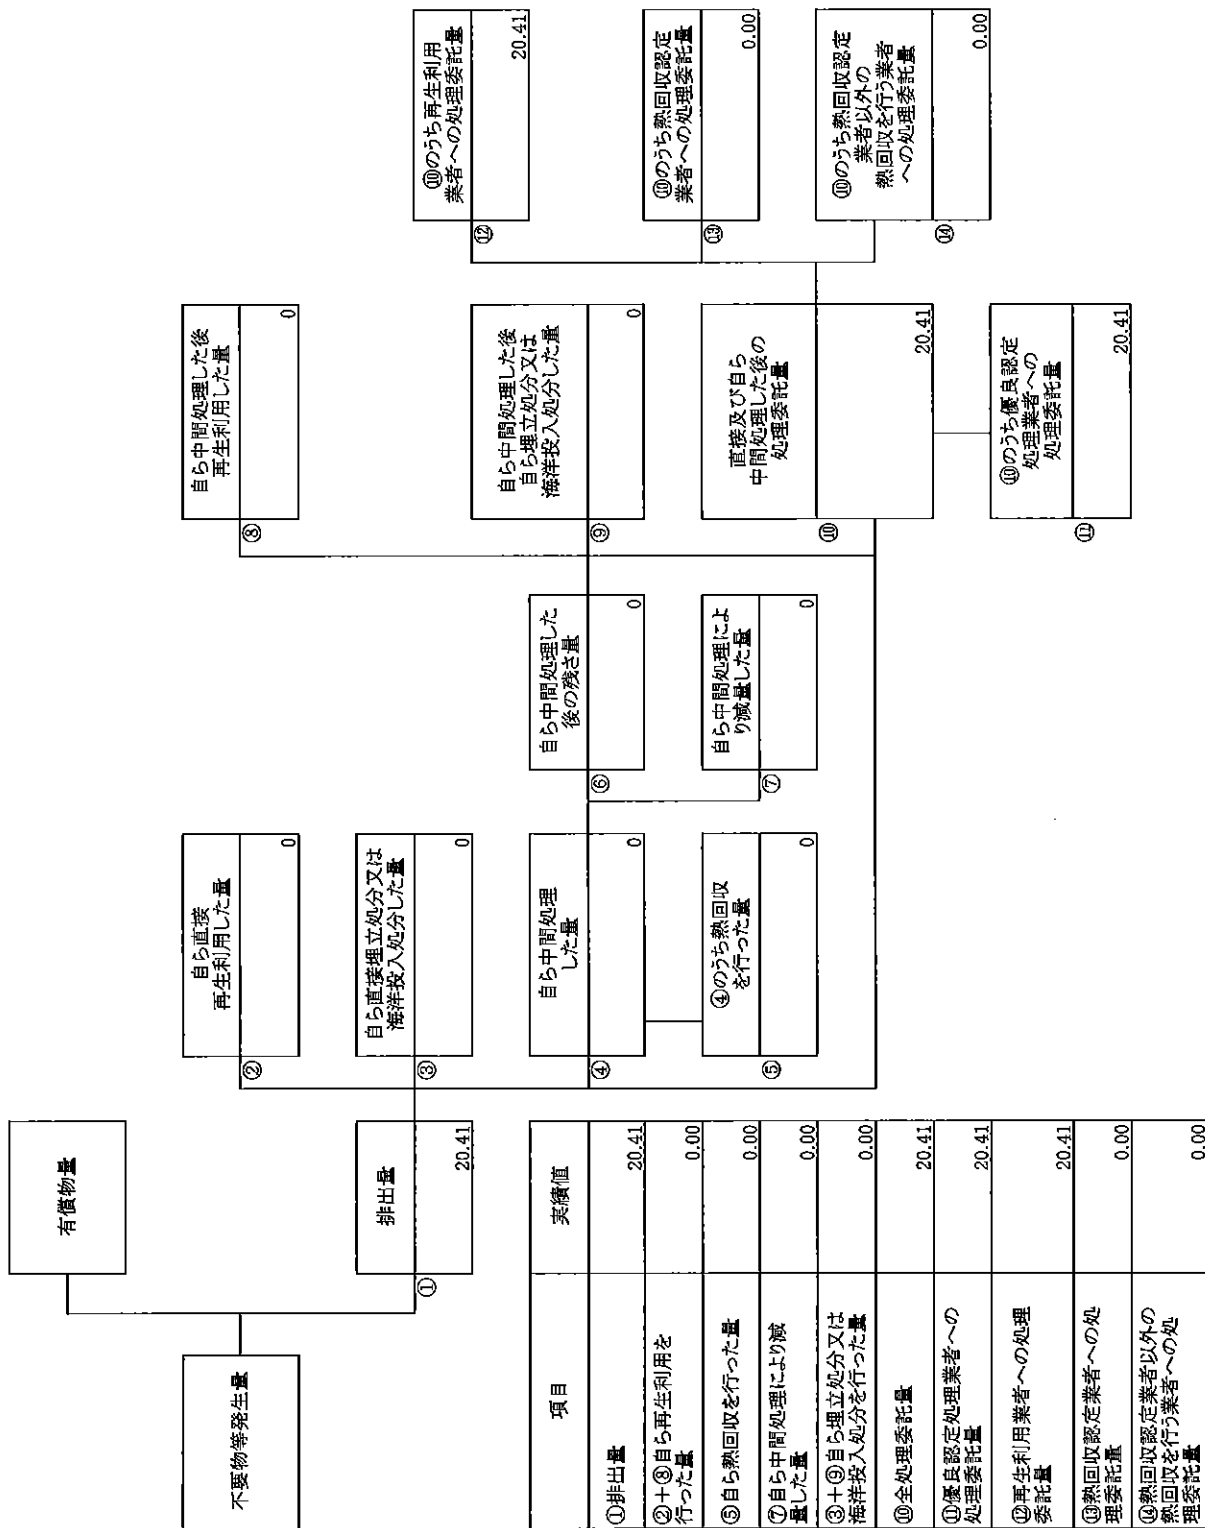 不要物等発生量
有償物量
①
排出量
20.41
②
自ら直接
再生利用した量
0
③
自ら直接埋立処分又は
海洋投入処分した量
0
④
自ら中間処理
した量
0
⑤
④のうち熱回収
を行った量
0
⑥
自ら中間処理した
後の残さ量
0
⑦
自ら中間処理によ
り減量した量
0
⑧
自ら中間処理した後
再生利用した量
0
⑨
自ら中間処理した後
自ら埋立処分又は
海洋投入処分した量
0
⑩
直接及び自ら
中間処理した後の
処理委託量
20.41
⑪
⑩のうち優良認定
処理業者への
処理委託量
20.41
⑫
⑩のうち再生利用
業者への処理委託量
20.41
⑬
⑩のうち熱回収認定
業者への処理委託量
0.00
⑭
⑩のうち熱回収認定
業者以外の
熱回収を行う業者
への処理委託量
0.00
項目 実績値
①排出量 20.41
②+⑧自ら再生利用を
行った量 0.00
⑤自ら熱回収を行った量 0.00
⑦自ら中間処理により減
量した量 0.00
③+⑨自ら埋立処分又は
海洋投入処分を行った量 0.00
⑩全処理委託量 20.41
⑪優良認定処理業者への
処理委託量 20.41
⑫再生利用業者への処理
委託量 20.41
⑬熱回収認定業者への処
理委託量 0.00
⑭熱回収認定業者以外の
熱回収を行う業者への処
理委託量 0.00